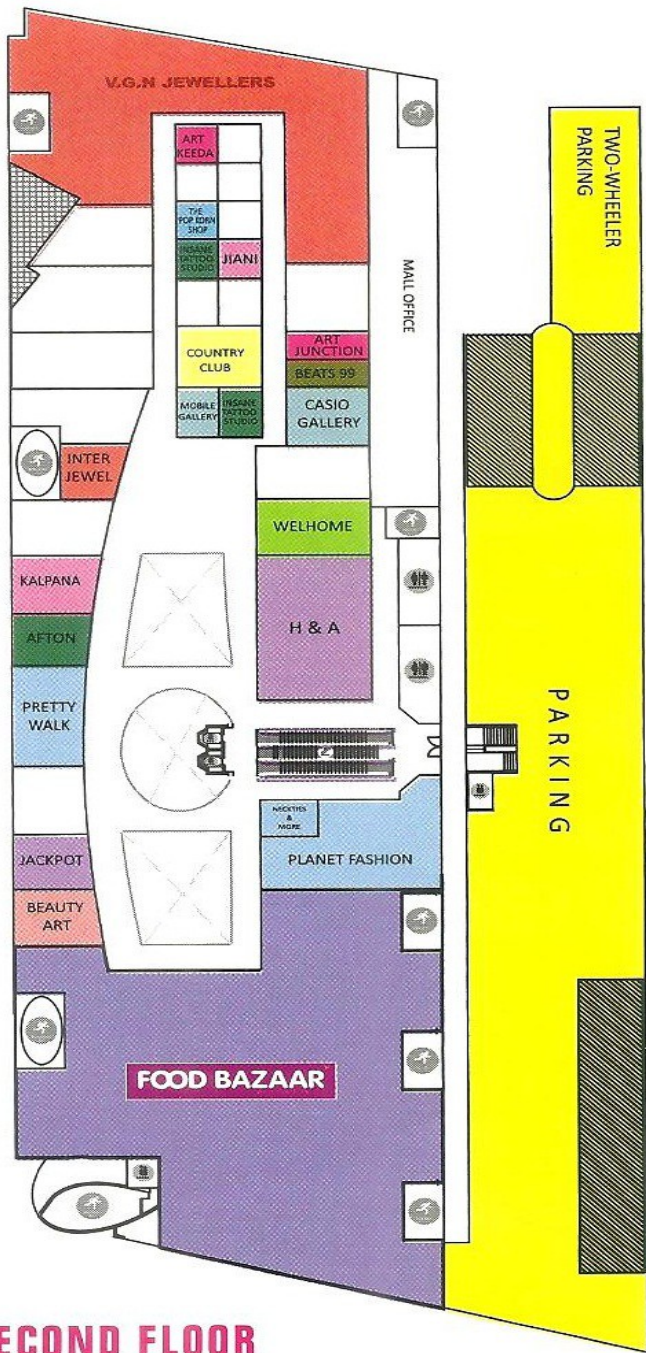 V.G.N JEWELLERS
ART
KEEDA
THE
POP KORN
SHOP
INSANE
TATTOO
STUDIO
JIANI
COUNTRY
CLUB
MOBILE
GALLERY
INSANE
TATTOO
STUDIO
ART
JUNCTION
BEATS 99
CASIO
GALLERY
MALL OFFICE
TWO-WHEELER
PARKING
INTER
JEWEL
WELHOME
KALPANA
H & A
AFTON
PRETTY
WALK
PARKING
NECKTIES
&
MORE
PLANET FASHION
JACKPOT
BEAUTY
ART
FOOD BAZAAR
ECOND FLOOR